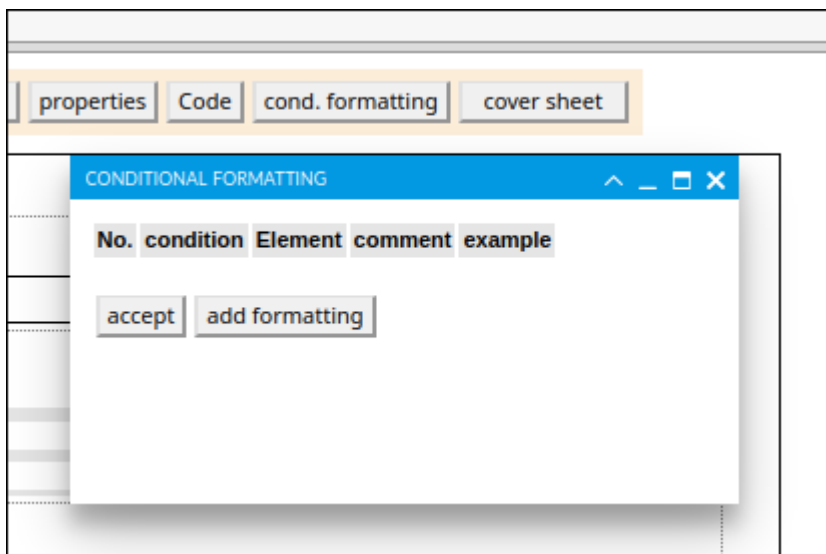 properties Code cond. formatting cover sheet
CONDITIONAL FORMATTING
No. condition Element comment example
accept add formatting